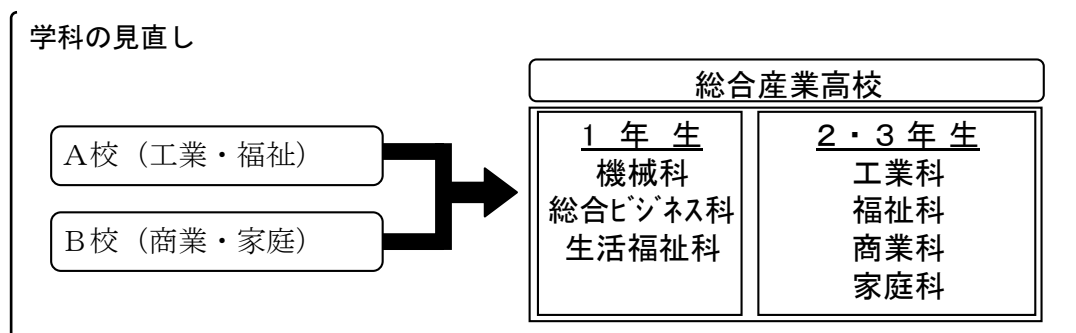 学科の見直し
総合産業高校
A校（工業・福祉）
B校（商業・家庭）
1 年 生
機械科
総合ﾋﾞｼﾞﾈｽ科
生活福祉科
２・３年 生
工業科
福祉科
商業科
家庭科